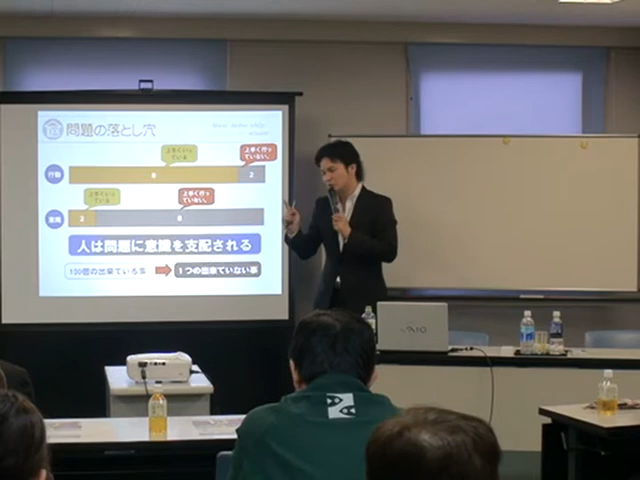 問題の落とし穴
上手くいっている
上手く行っていない。
行動
8
2
上手くいっている
上手く行っていない。
意識
2
8
人は問題に意識を支配される
100個の出来ている事
1つの出来ていない事
VAIO